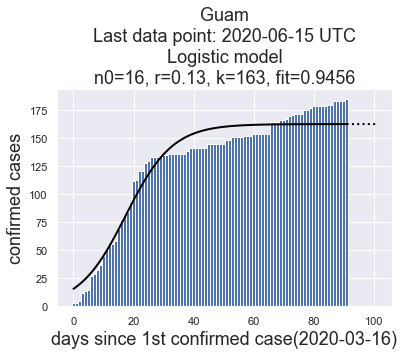 Guam
Last data point: 2020-06-15 UTC
Logistic model
n0=16, r=0.13, k=163, fit=0.9456
confirmed cases
175
150
125
100
75
50
25
0
0 20 40 60 80 100
days since 1st confirmed case(2020-03-16)